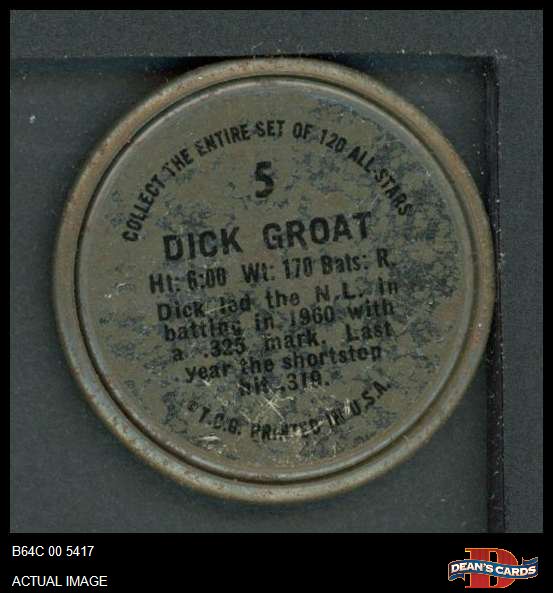 COLLECT THE ENTIRE SET OF 120 ALL STARS
5
DICK GROAT
Ht: 6:00 Wt: 170 Bats: R.
Dick led the N.L. in
batting in 1960 with
a .325 mark. Last
year the shortstop
hit .319.
© T.C.G. PRINTED IN U.S.A.
B64C 00 5417
ACTUAL IMAGE
D
DEAN'S CARDS